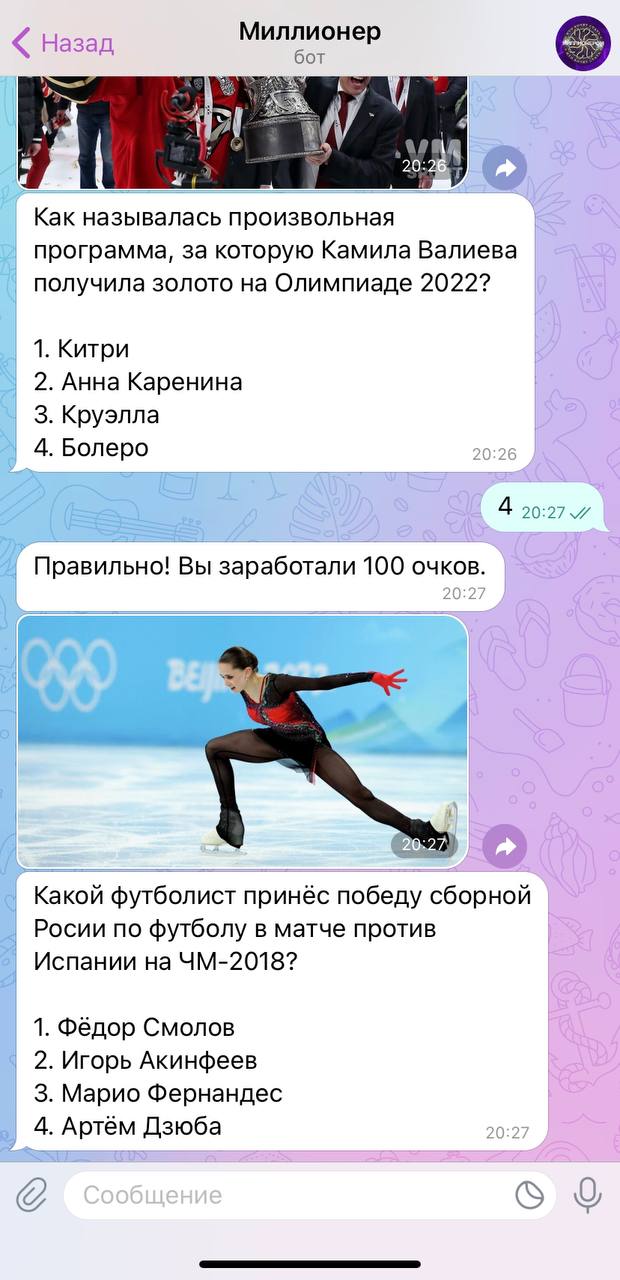 Назад
Миллионер
бот
20:26
Как называлась произвольная
программа, за которую Камила Валиева
получила золото на Олимпиаде 2022?
1. Китри
2. Анна Каренина
3. Круэлла
4. Болеро
20:26
4 20:27
Правильно! Вы заработали 100 очков.
20:27
20:27
Какой футболист принёс победу сборной
Росии по футболу в матче против
Испании на ЧМ-2018?
1. Фёдор Смолов
2. Игорь Акинфеев
3. Марио Фернандес
4. Артём Дзюба
20:27
Сообщение